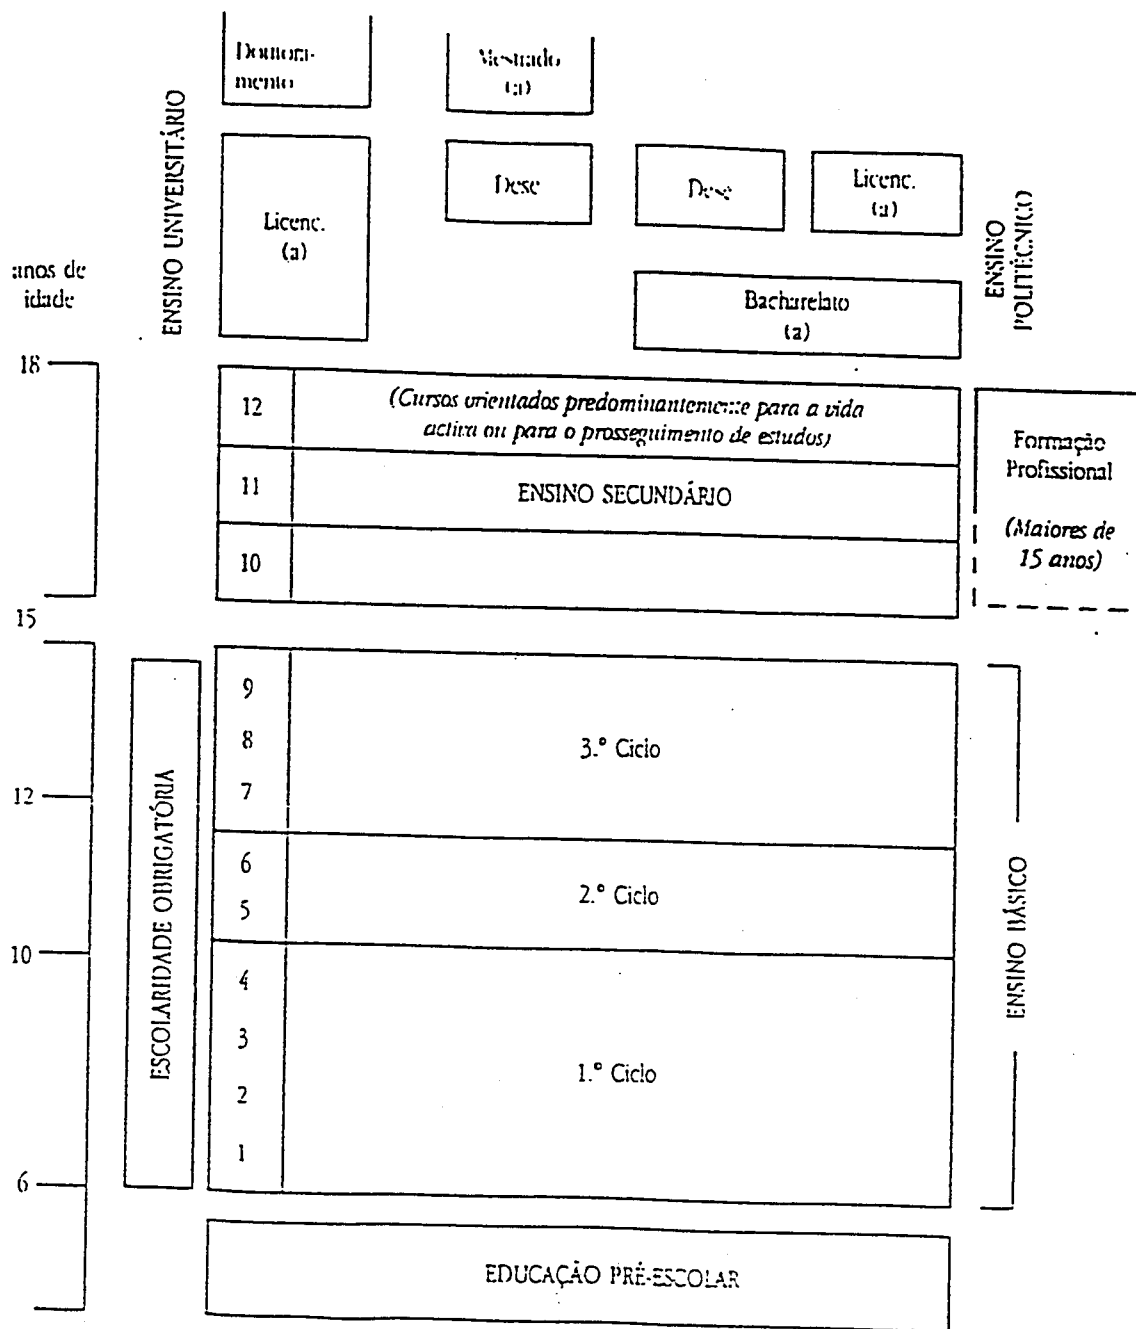 Doutora-
mento
Mestrado
(a)
ENSINO UNIVERSITÁRIO
Licenc.
(a)
Dese
Dese
Licenc.
(a)
Bacharelato
(a)
ENSINO
POLITÉCNICO
anos de
idade
18
12
(Cursos orientados predominantemente para a vida
activa ou para o prosseguimento de estudos)
11
ENSINO SECUNDÁRIO
10
Formação
Profissional
(Maiores de
15 anos)
15
ESCOLARIDADE OBRIGATÓRIA
9
8
7
3.º Ciclo
12
6
5
2.º Ciclo
10
4
3
2
1
1.º Ciclo
ENSINO BÁSICO
6
EDUCAÇÃO PRÉ-ESCOLAR